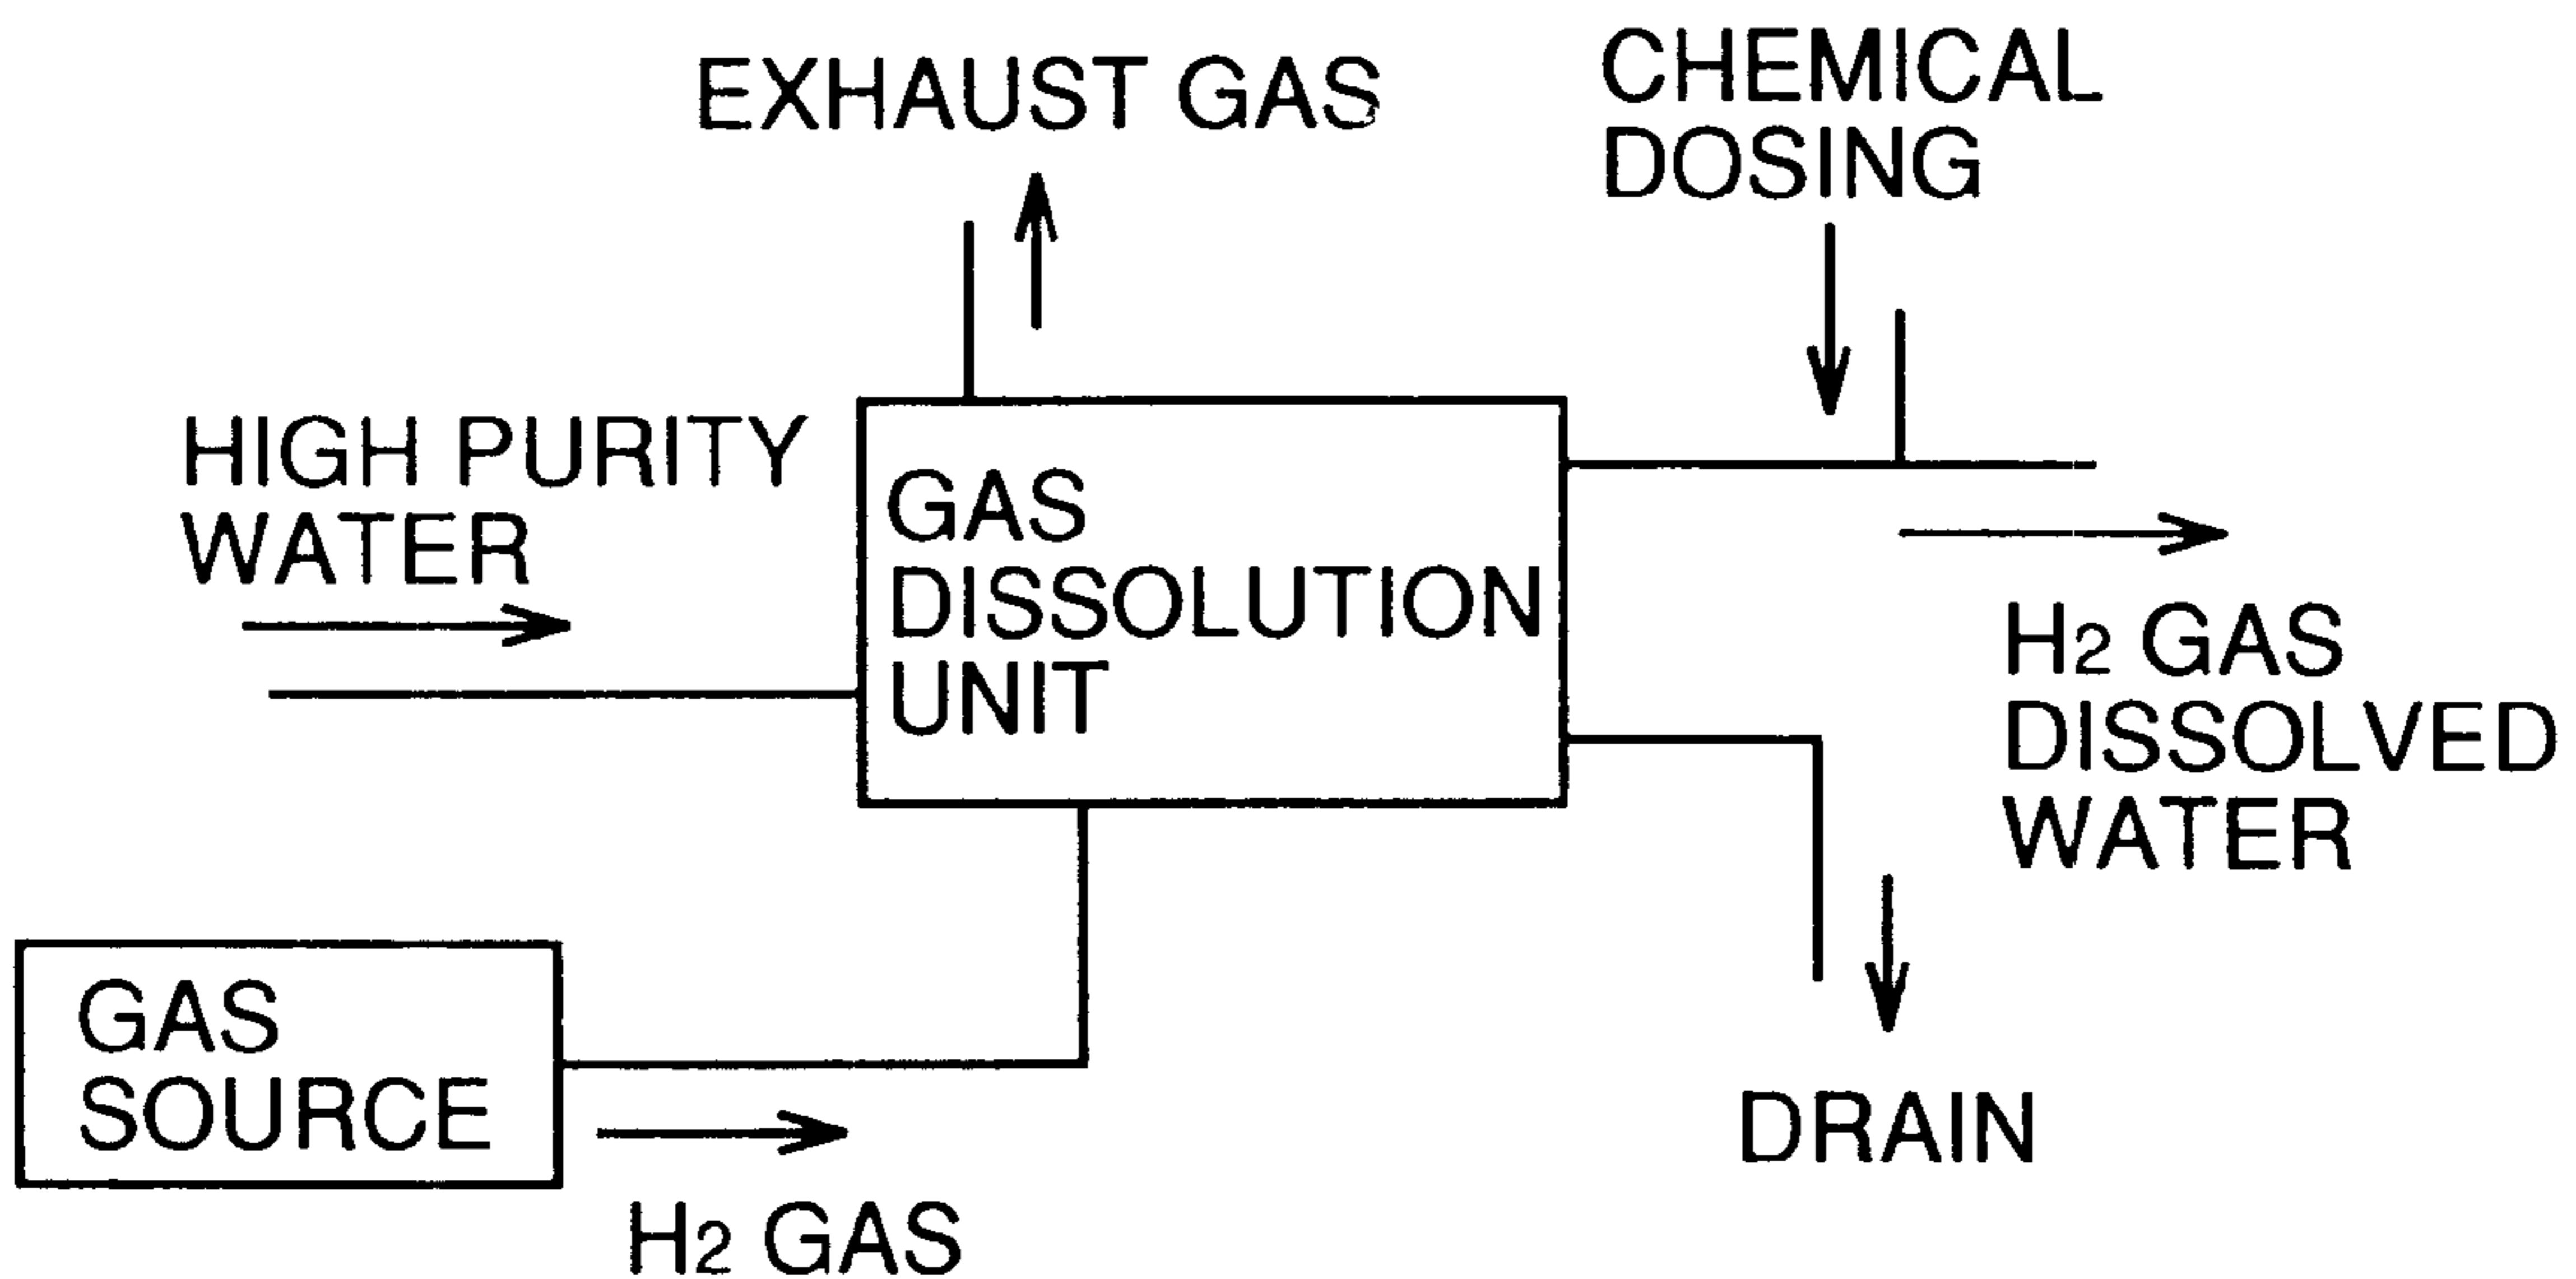 EXHAUST GAS
CHEMICAL
DOSING
HIGH PURITY
WATER
GAS
DISSOLUTION
UNIT
H2 GAS
DISSOLVED
WATER
GAS
SOURCE
H2 GAS
DRAIN